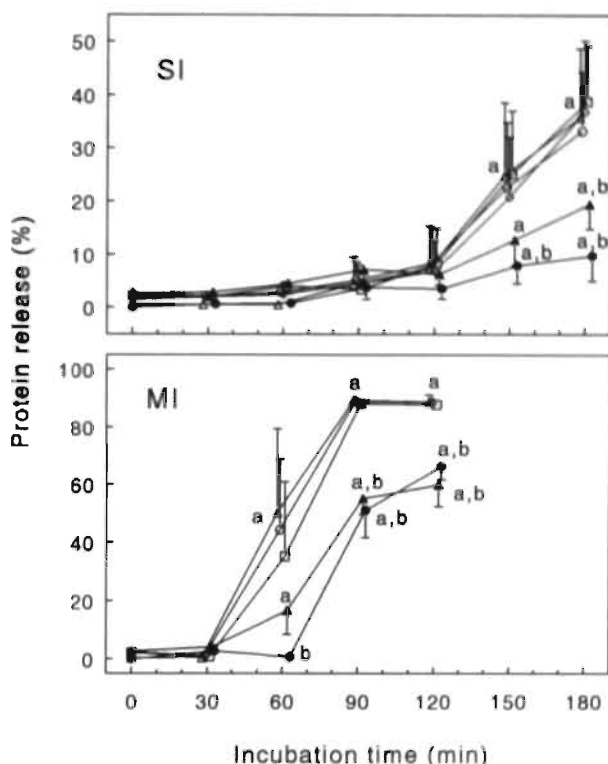 SI
50
40
30
20
10
0
a
a
a
a,b
a,b
a,b
Protein release (%)
MI
100
80
60
40
20
0
a
a
a
a
b
a,b
a,b
a,b
a,b
0 30 60 90 120 150 180
Incubation time (min)